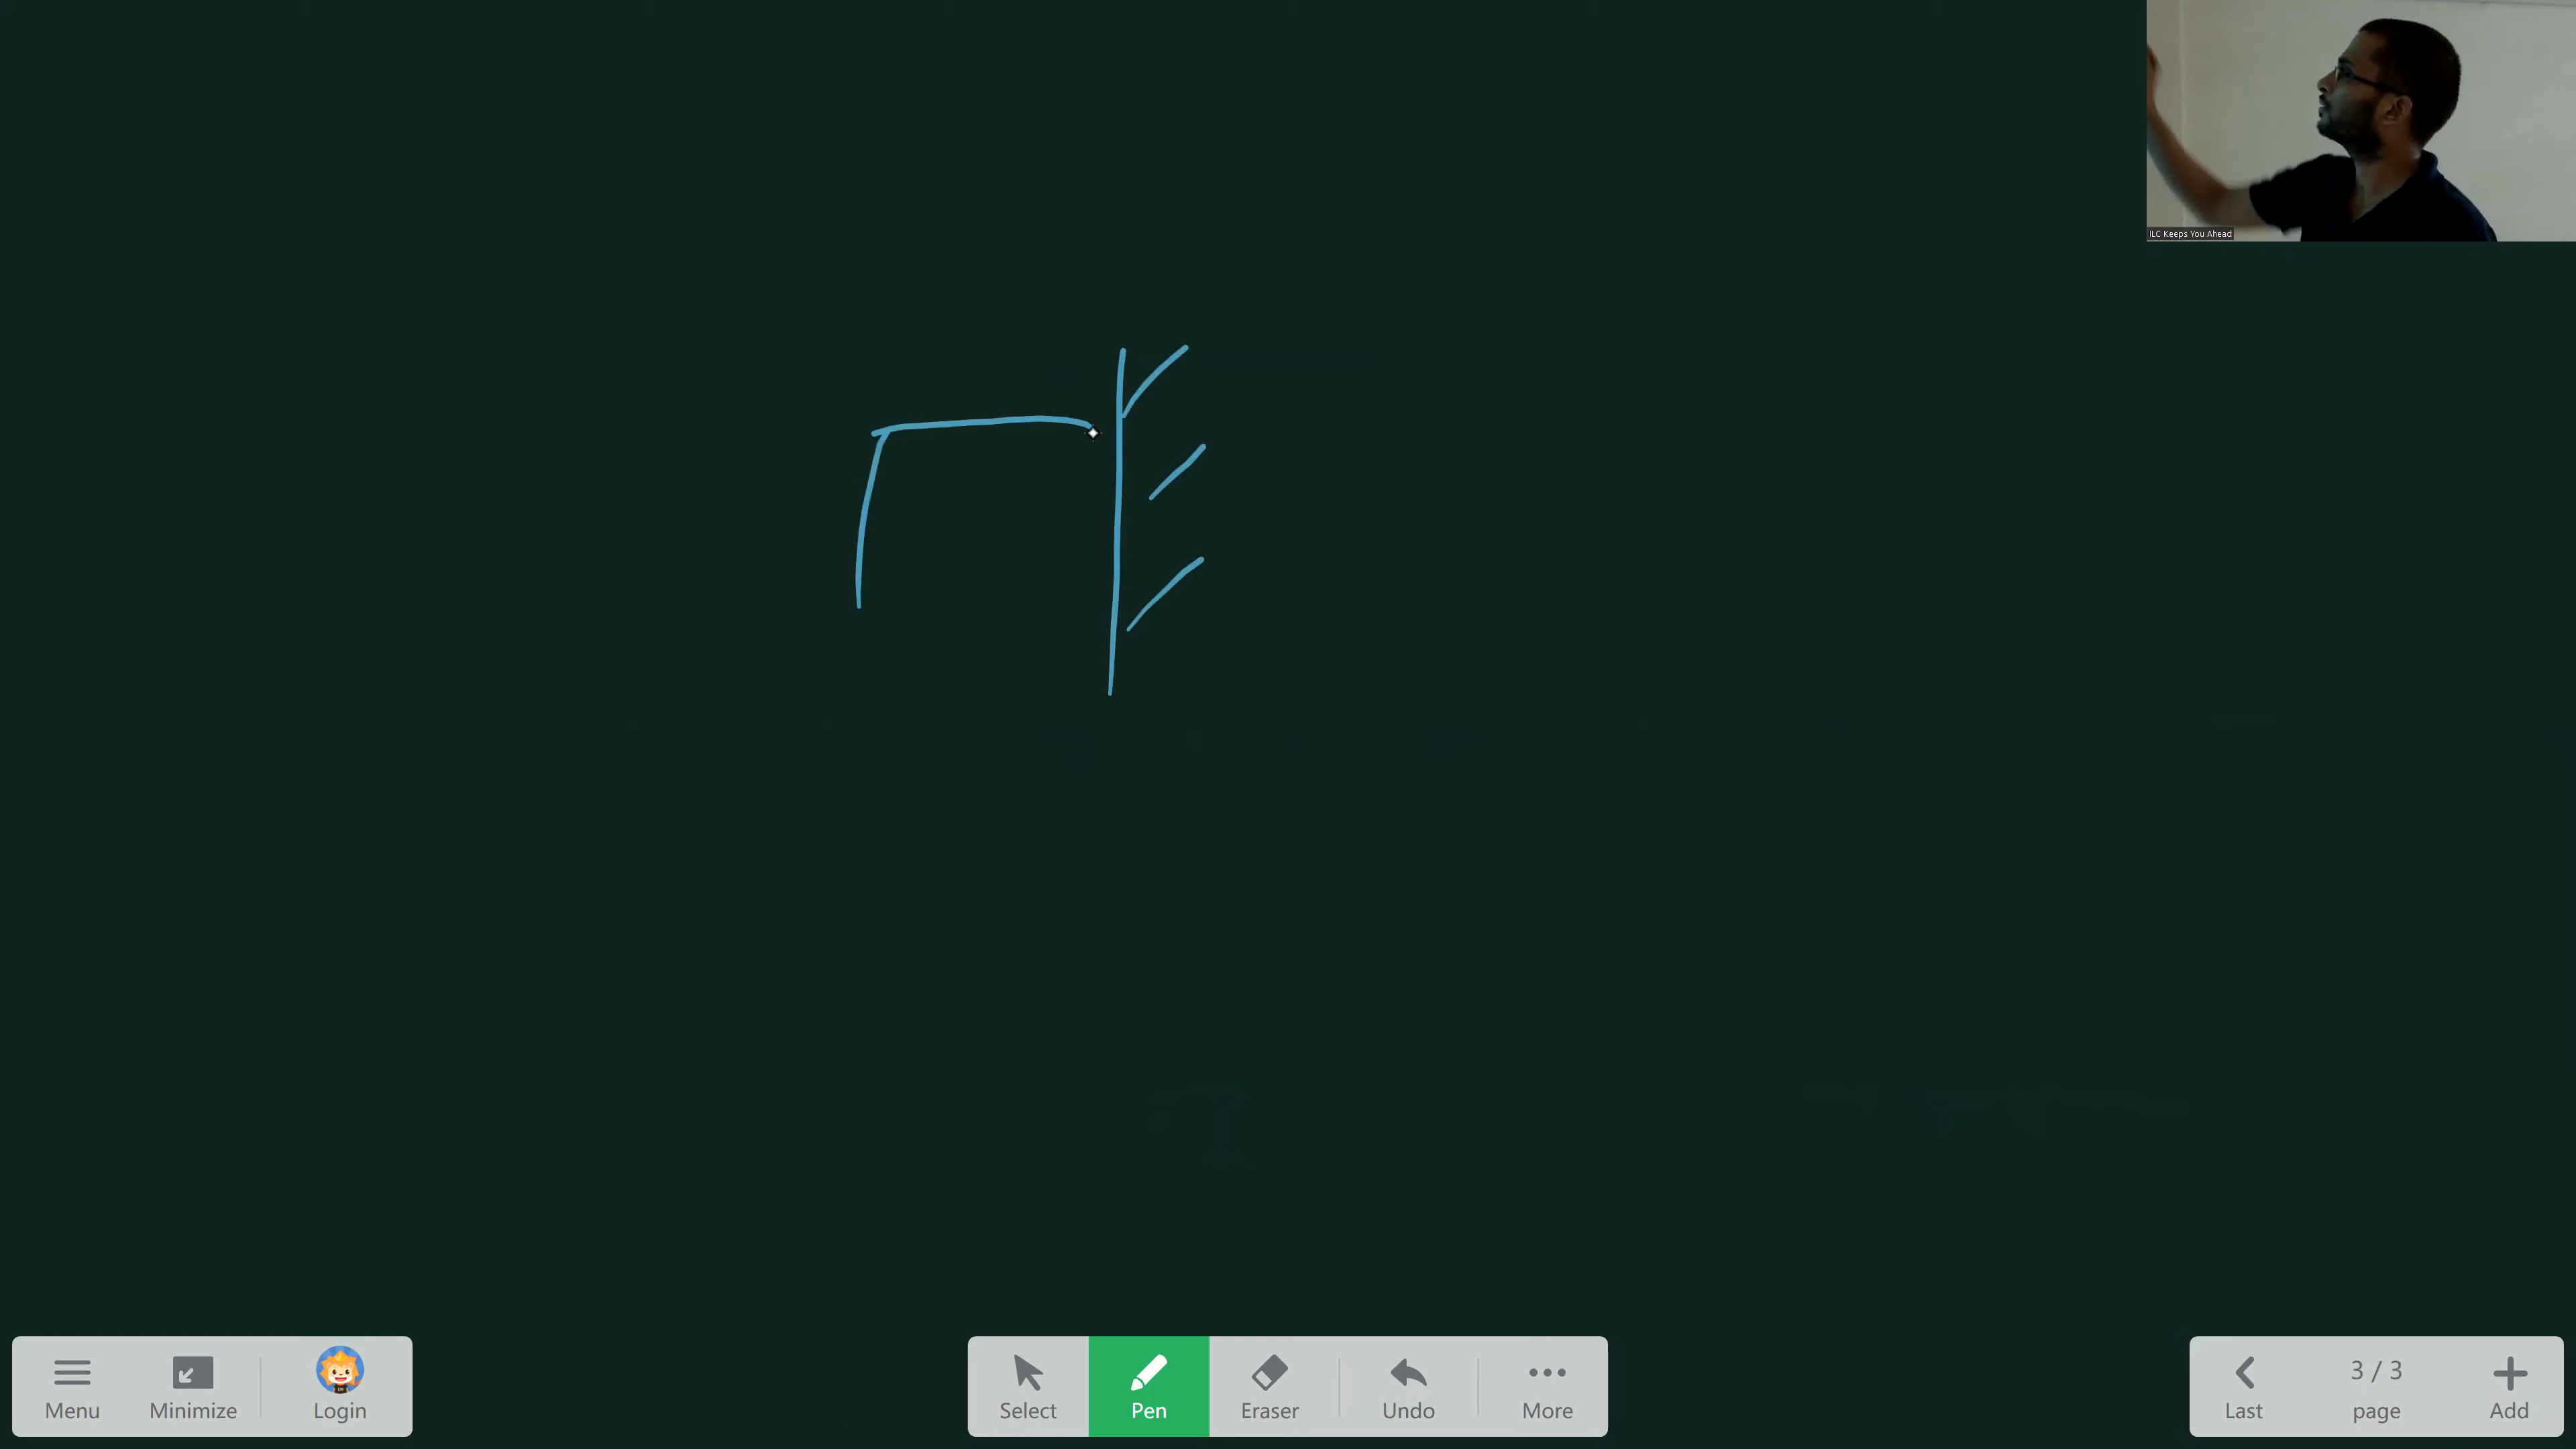 ILC Keeps You Ahead
Menu
Minimize
Login
Select
Pen
Eraser
Undo
More
Last
3 / 3
page
Add